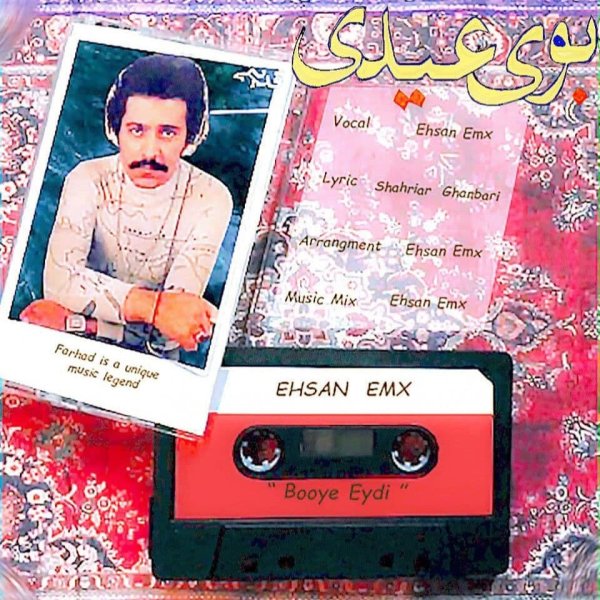 بوی عیدی
Vocal Ehsan Emx
Lyric Shahriar Ghanbari
Arrangment Ehsan Emx
Music Mix Ehsan Emx
Farhad is a unique
music legend
EHSAN EMX
" Booye Eydi "